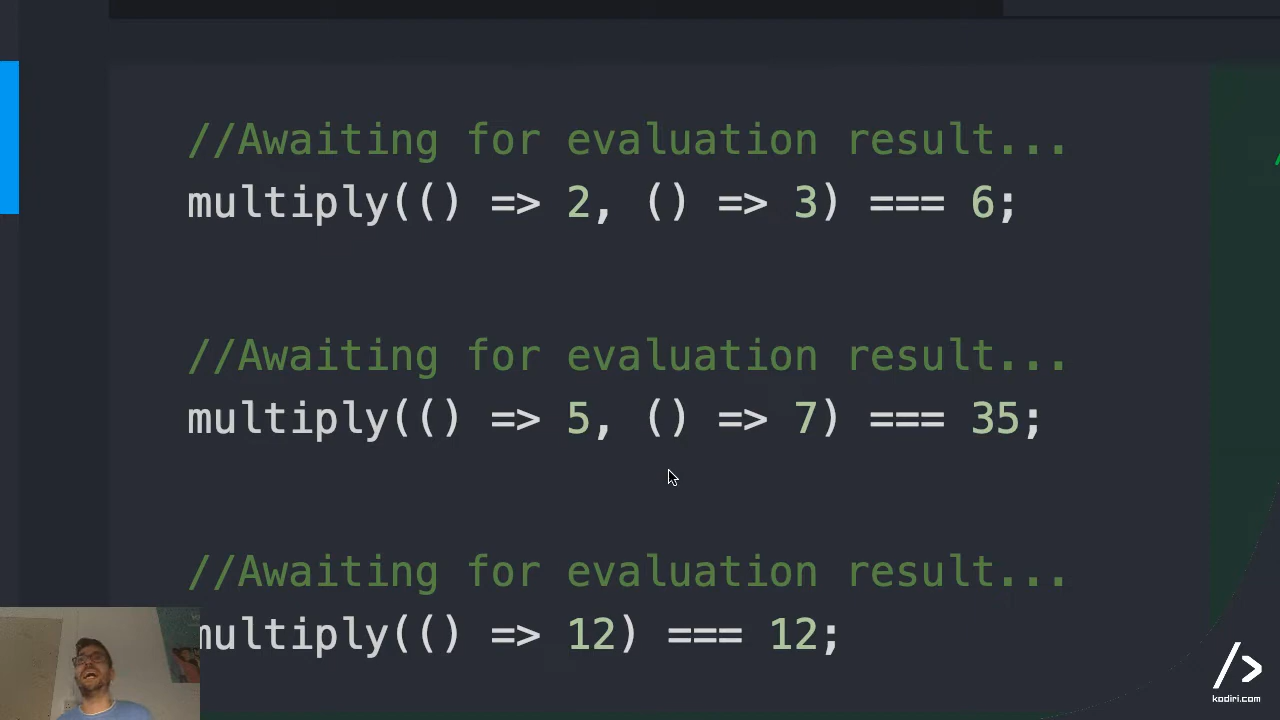 //Awaiting for evaluation result...
multiply(() => 2, () => 3) === 6;
//Awaiting for evaluation result...
multiply(() => 5, () => 7) === 35;
//Awaiting for evaluation result...
multiply(() => 12) === 12;
/>
kodiri.com